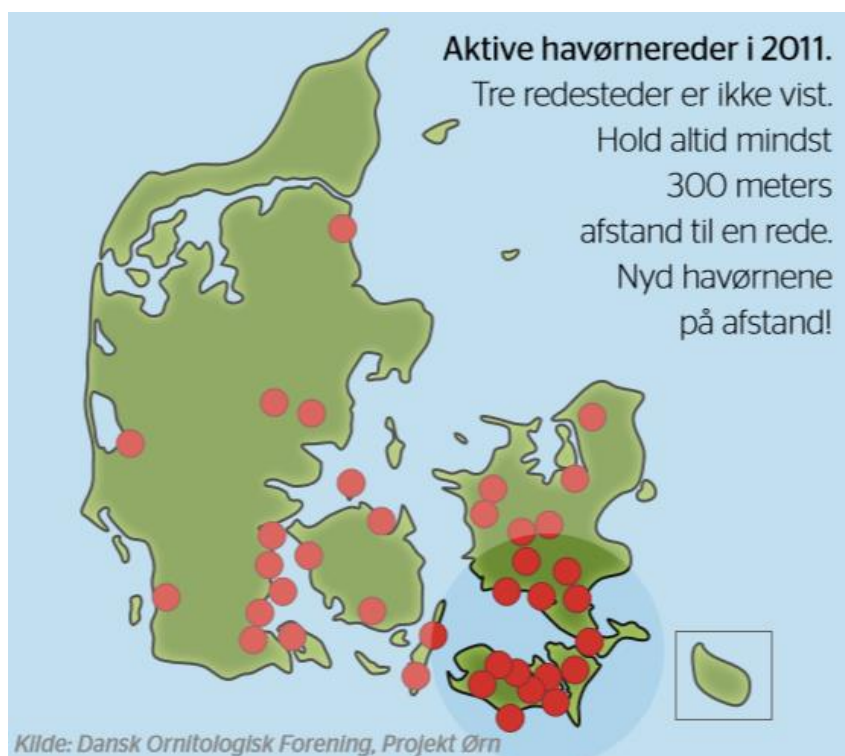 Aktive havørnereder i 2011.
Tre redesteder er ikke vist.
Hold altid mindst
300 meters
afstand til en rede.
Nyd havørnene
på afstand!
Kilde: Dansk Ornitologisk Forening, Projekt Ørn